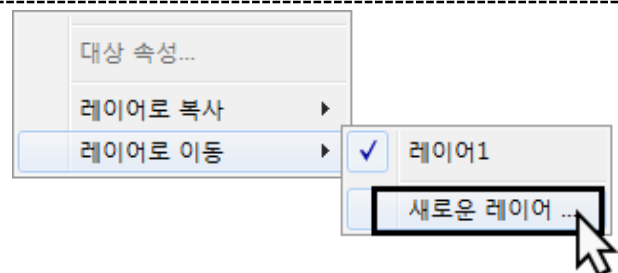 대상 속성...
레이어로 복사
레이어로 이동
레이어1
새로운 레이어 ...